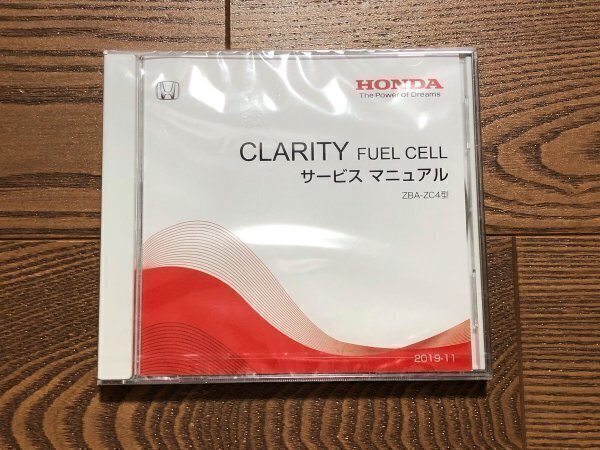 HONDA
The Power of Dreams
CLARITY FUEL CELL
サービス マニュアル
ZBA-ZC4型
2019-11